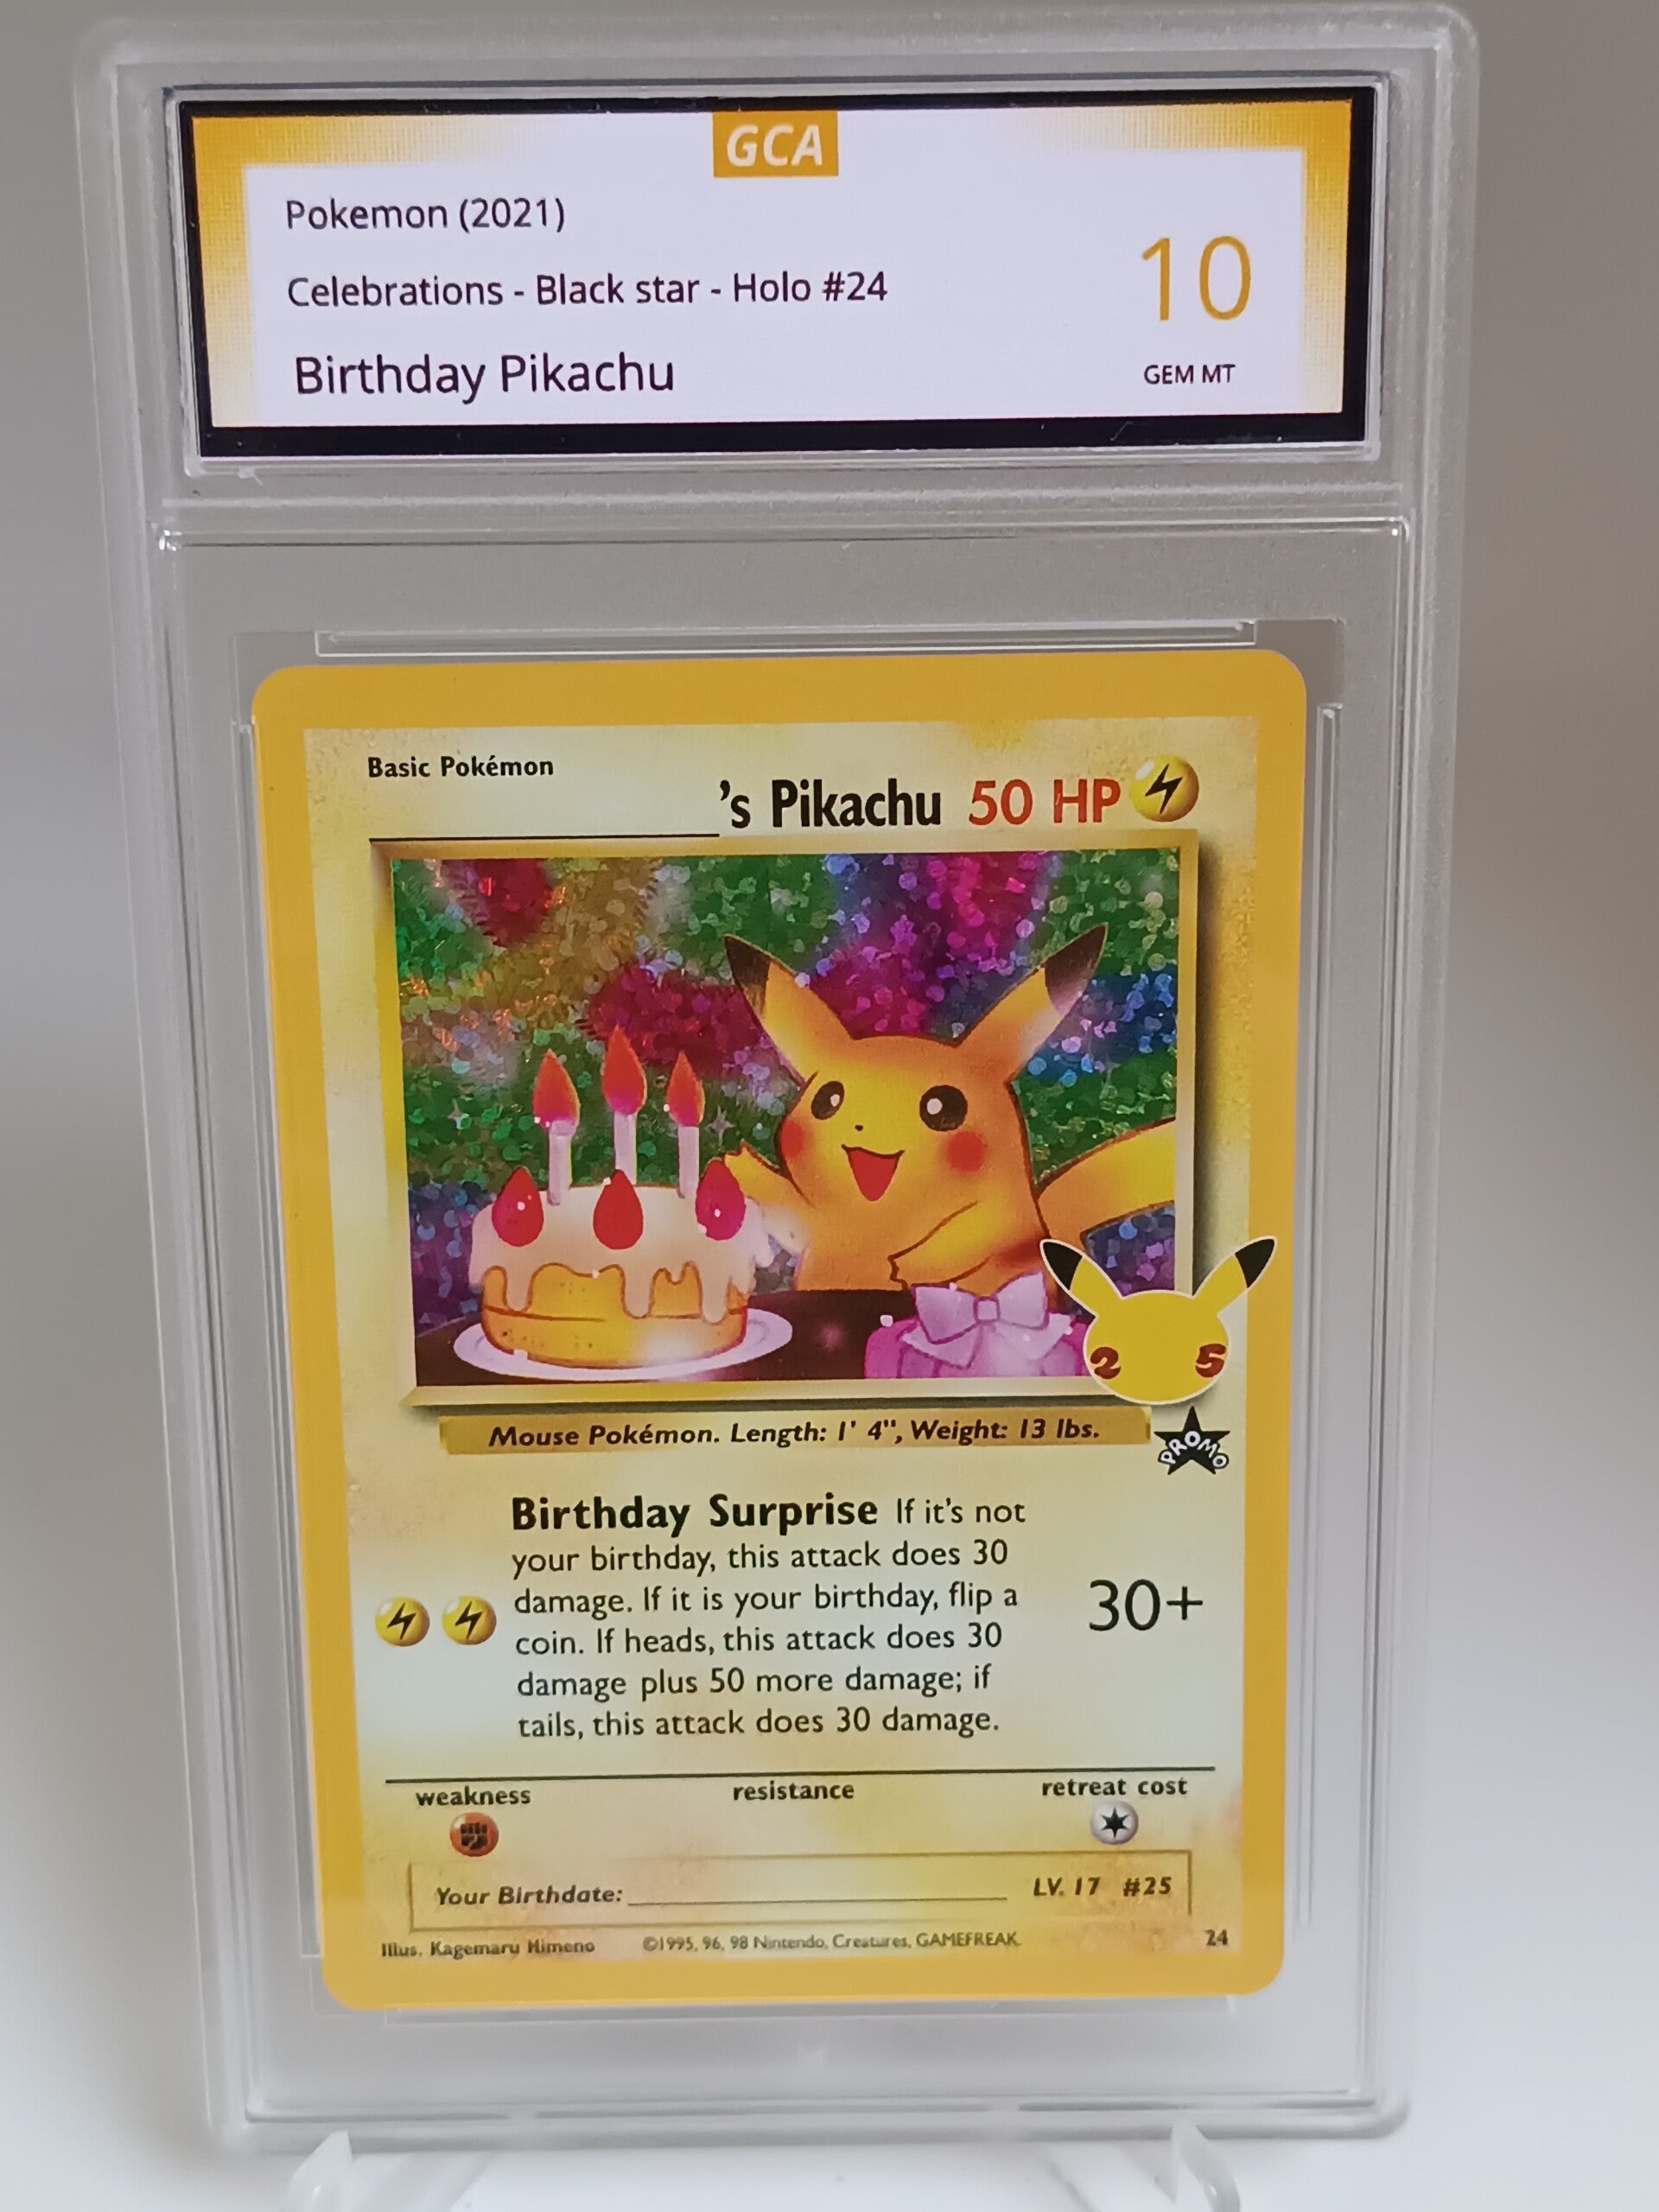 GCA
Pokemon (2021)
Celebrations - Black star - Holo #24
Birthday Pikachu
10
GEM MT
Basic Pokémon
's Pikachu 50 HP
2 5
Mouse Pokémon. Length: 1' 4", Weight: 13 lbs.
PROMO
Birthday Surprise If it's not
your birthday, this attack does 30
damage. If it is your birthday, flip a
coin. If heads, this attack does 30
damage plus 50 more damage; if
tails, this attack does 30 damage.
30+
weakness resistance retreat cost
Your Birthdate: LV. 17 #25
Illus. Kagemaru Himeno ©1995, 96, 98 Nintendo, Creatures, GAMEFREAK. 24